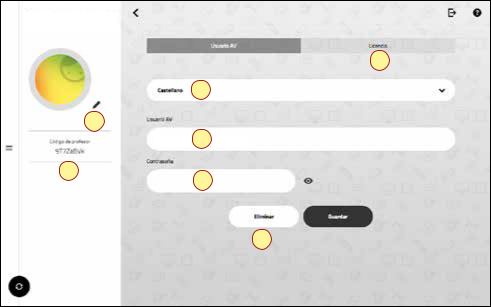 Usuario AV
Licencia
Castellano
Usuario AV
Contraseña
Eliminar
Guardar
Código de profesor